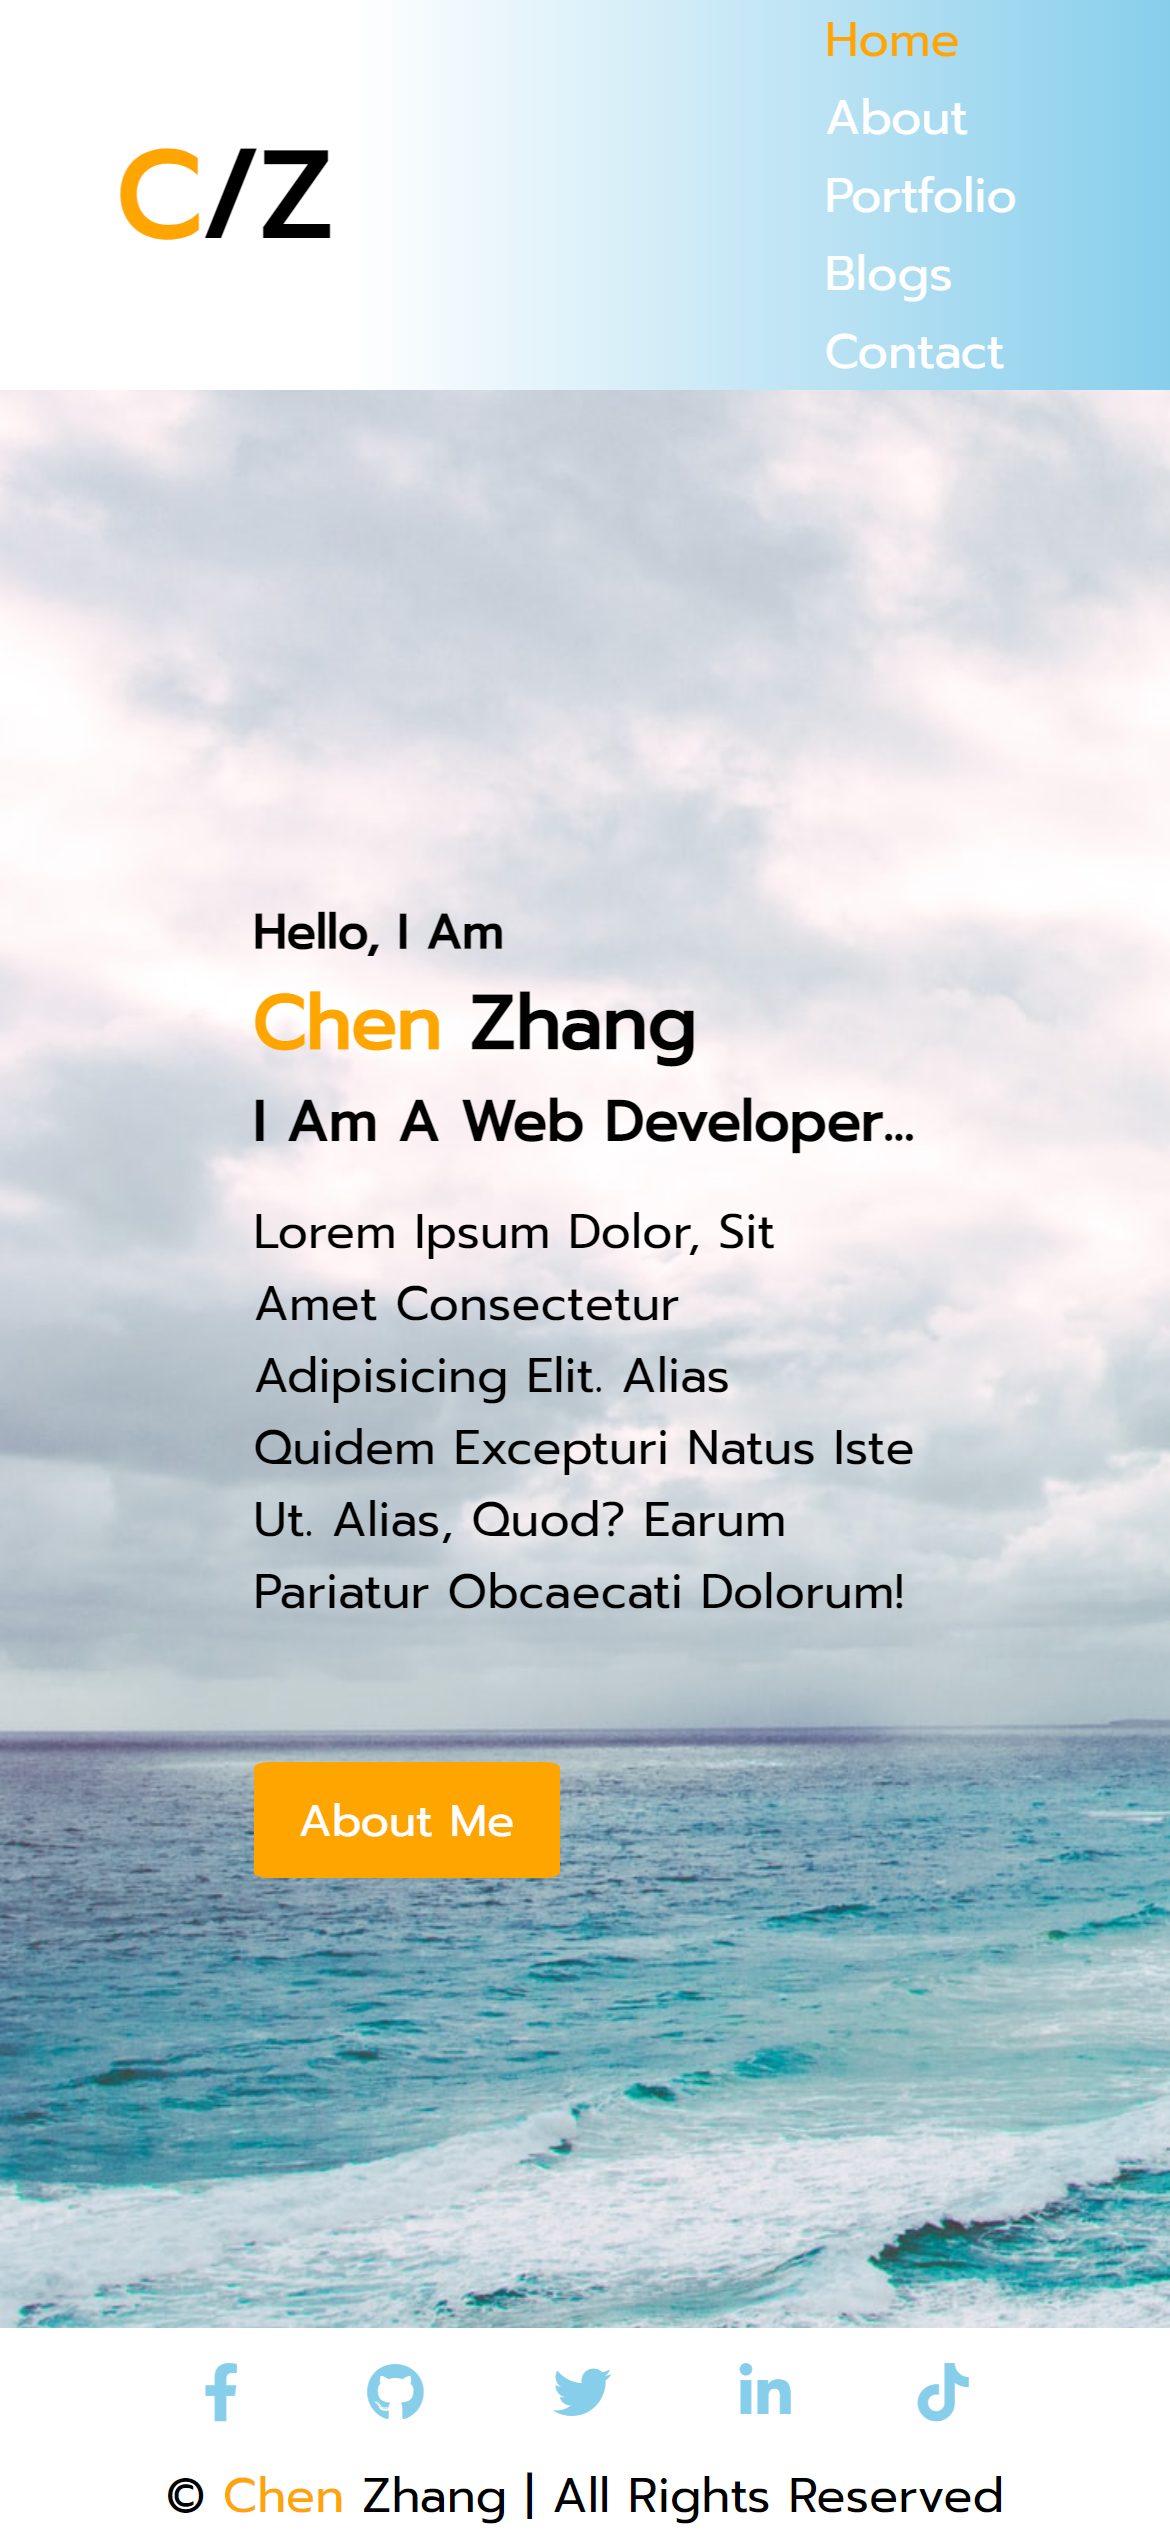 C/Z
Home
About
Portfolio
Blogs
Contact
Hello, I Am
Chen Zhang
I Am A Web Developer...
Lorem Ipsum Dolor, Sit
Amet Consectetur
Adipisicing Elit. Alias
Quidem Excepturi Natus Iste
Ut. Alias, Quod? Earum
Pariatur Obcaecati Dolorum!
About Me
© Chen Zhang | All Rights Reserved